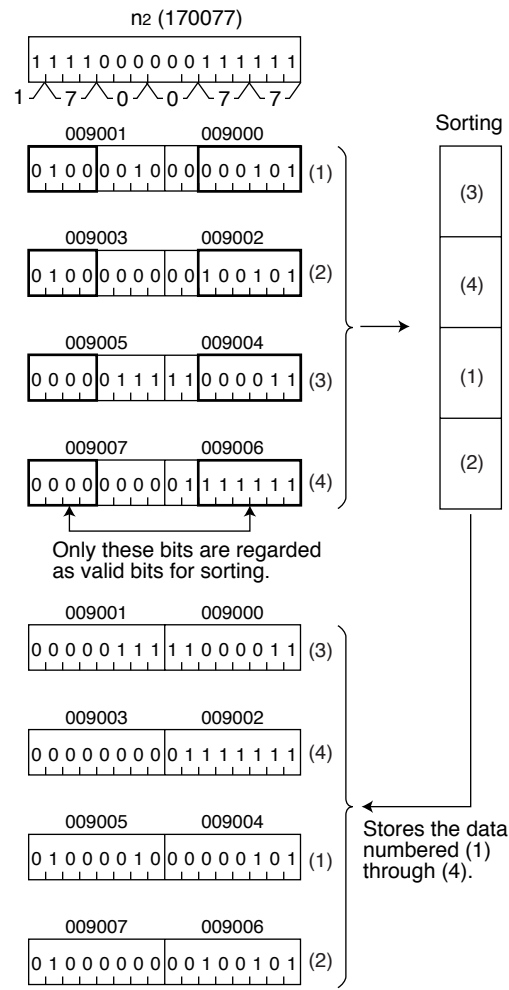 n2 (170077)
1 1 1 1 0 0 0 0 0 0 1 1 1 1 1 1
1 7 0 0 7 7
009001 009000
0 1 0 0 0 0 1 0 0 0 0 0 0 1 0 1 (1)
009003 009002
0 1 0 0 0 0 0 0 0 0 1 0 0 1 0 1 (2)
009005 009004
0 0 0 0 0 1 1 1 1 1 0 0 0 0 1 1 (3)
009007 009006
0 0 0 0 0 0 0 0 0 1 1 1 1 1 1 1 (4)
Only these bits are regarded
as valid bits for sorting.
Sorting
(3)
(4)
(1)
(2)
009001 009000
0 0 0 0 0 1 1 1 1 1 0 0 0 0 1 1 (3)
009003 009002
0 0 0 0 0 0 0 0 0 1 1 1 1 1 1 1 (4)
009005 009004
0 1 0 0 0 0 1 0 0 0 0 0 0 1 0 1 (1)
009007 009006
0 1 0 0 0 0 0 0 0 0 1 0 0 1 0 1 (2)
Stores the data
numbered (1)
through (4).